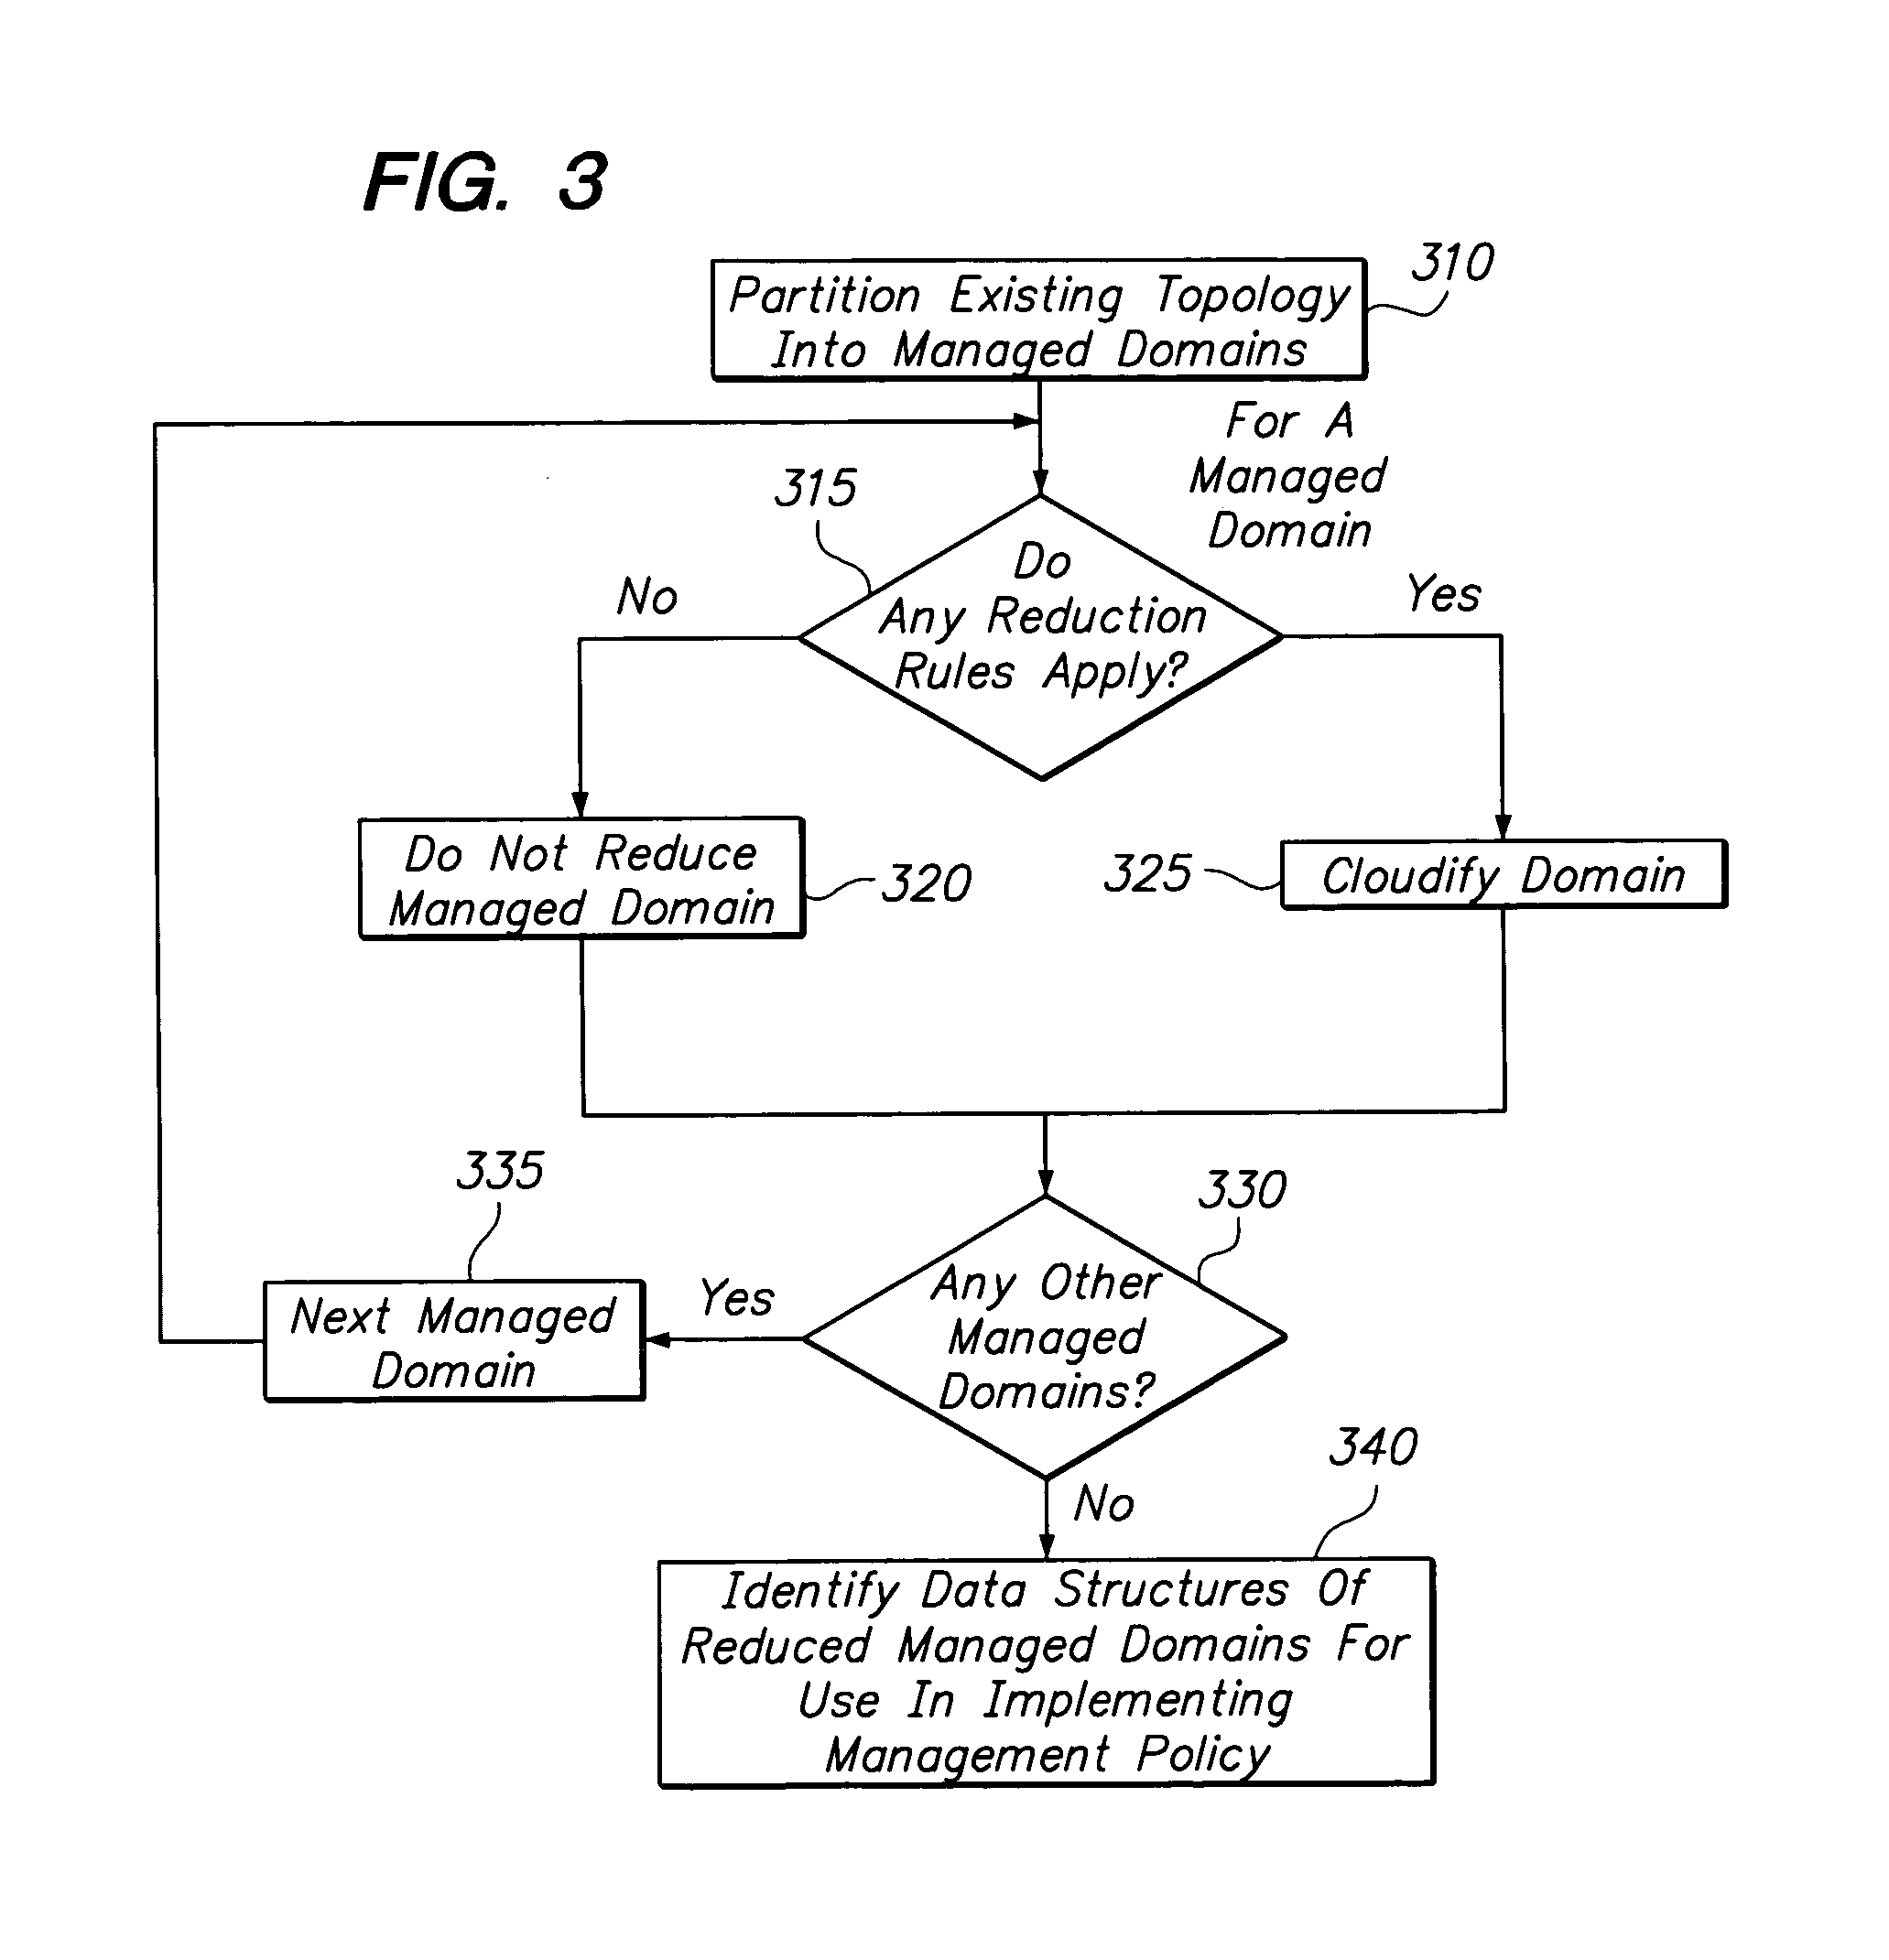 FIG. 3
310
Partition Existing Topology
Into Managed Domains
For A
Managed
Domain
315
Do
Any Reduction
Rules Apply?
No
Yes
Do Not Reduce
Managed Domain
320
325
Cloudify Domain
335
330
Next Managed
Domain
Yes
Any Other
Managed
Domains?
340
No
Identify Data Structures Of
Reduced Managed Domains For
Use In Implementing
Management Policy